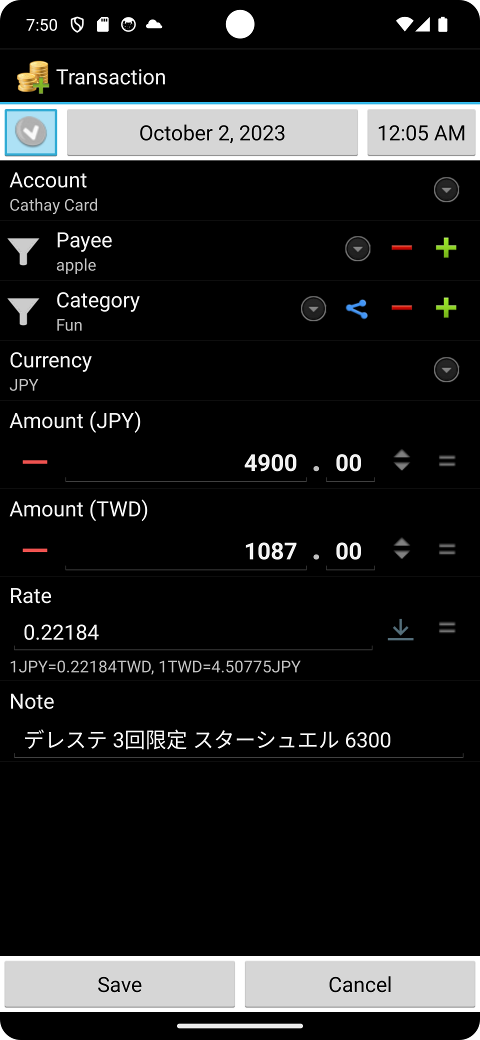 7:50
Transaction
October 2, 2023
12:05 AM
Account
Cathay Card
Payee
apple
Category
Fun
Currency
JPY
Amount (JPY)
4900 . 00
Amount (TWD)
1087 . 00
Rate
0.22184
1JPY=0.22184TWD, 1TWD=4.50775JPY
Note
デレステ 3回限定 スターシュエル 6300
Save
Cancel